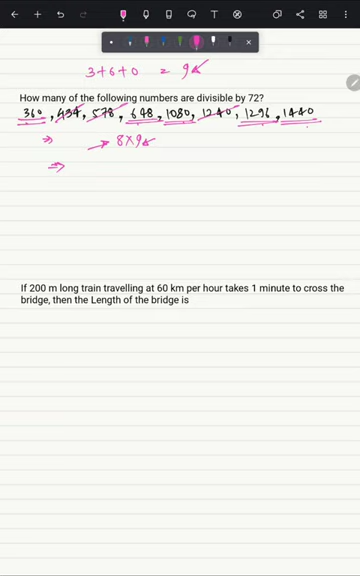 3+6+0 = 9
How many of the following numbers are divisible by 72?
360, 434, 578, 648, 1080, 1240, 1296, 1440
⇒ → 8×9
⇒
If 200 m long train travelling at 60 km per hour takes 1 minute to cross the
bridge, then the Length of the bridge is